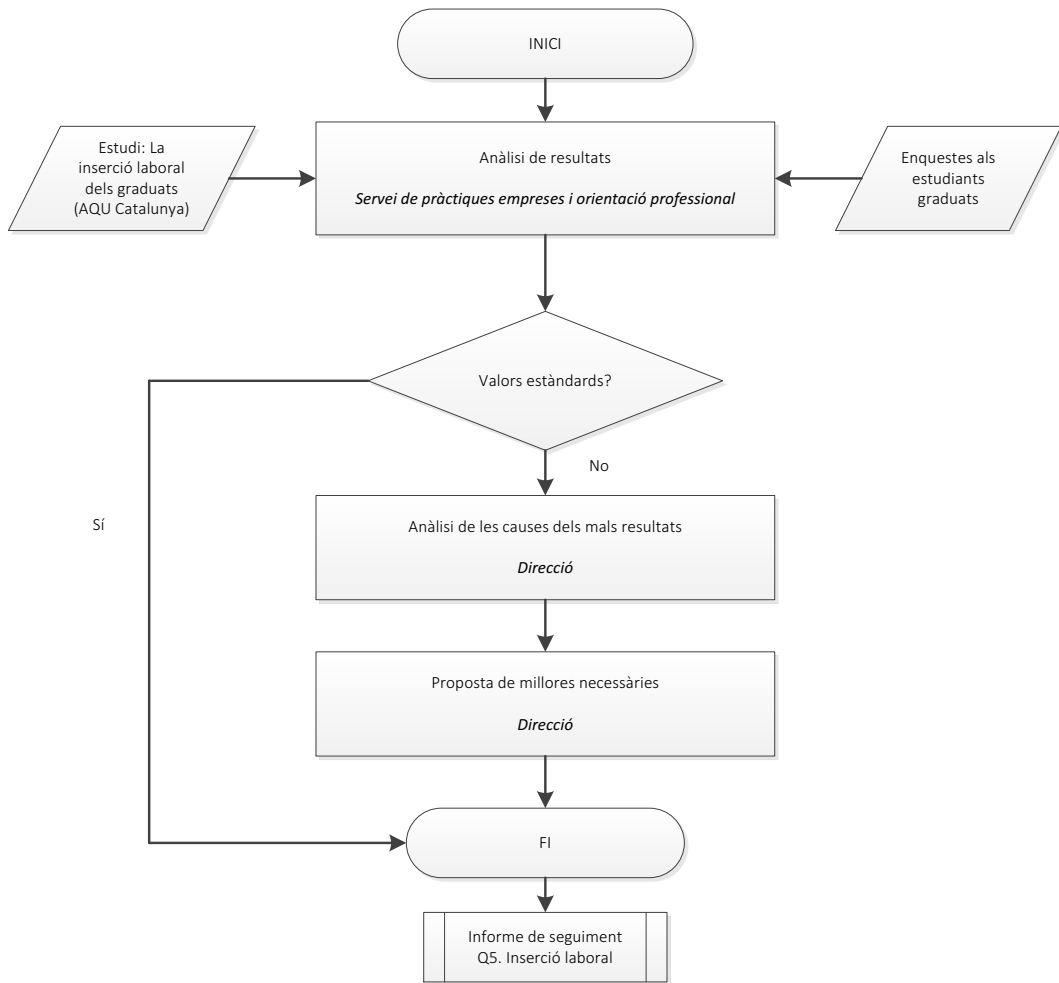 INICI
Estudi: La
inserció laboral
dels graduats
(AQU Catalunya)
Anàlisi de resultats
Servei de pràctiques empreses i orientació professional
Enquestes als
estudiants
graduats
Valors estàndards?
No
Sí
Anàlisi de les causes dels mals resultats
Direcció
Proposta de millores necessàries
Direcció
FI
Informe de seguiment
Q5. Inserció laboral